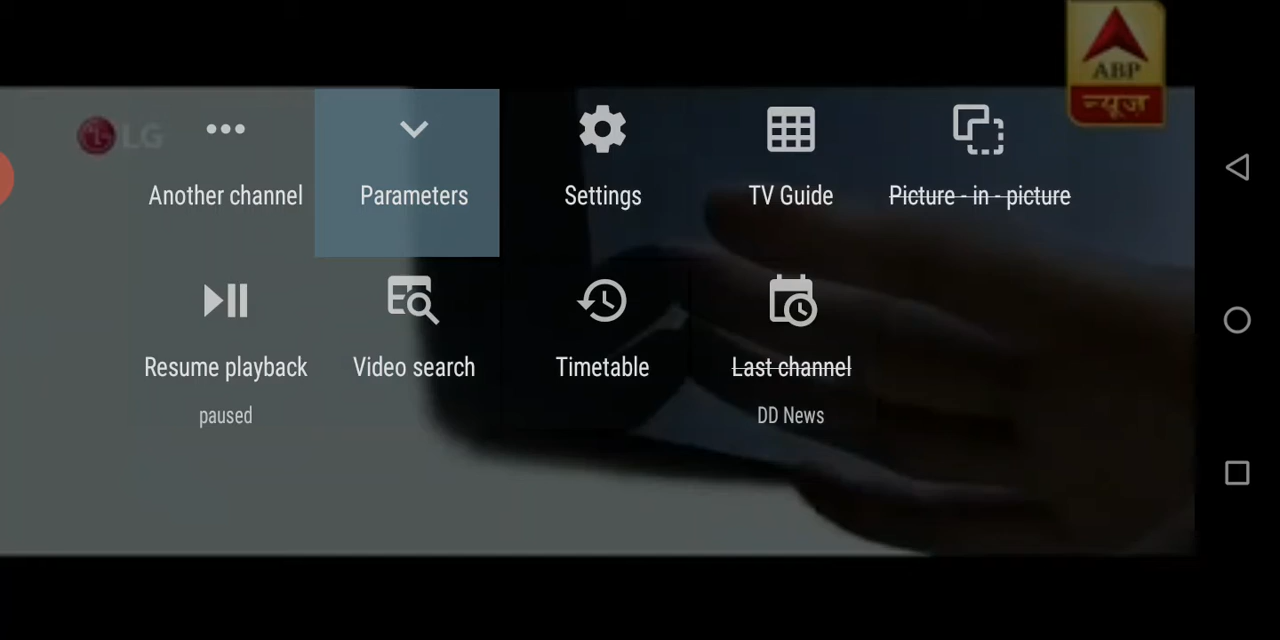 ABP
न्यूज़
LG
Another channel
Parameters
Settings
TV Guide
Picture - in - picture
Resume playback
paused
Video search
Timetable
Last channel
DD News